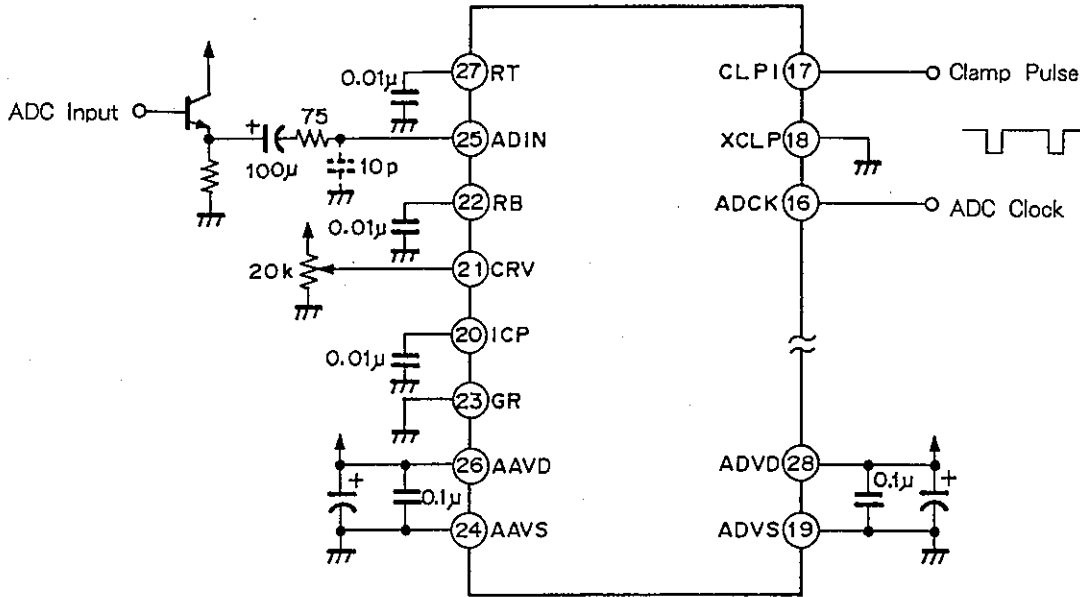 0.01μ
27 RT
CLPI 17
Clamp Pulse
ADC Input
+
75
100μ
10p
25 ADIN
XCLP 18
0.01μ
22 RB
ADCK 16
ADC Clock
20k
21 CRV
0.01μ
20 ICP
23 GR
+
0.1μ
26 AAVD
24 AAVS
ADVD 28
ADVS 19
0.1μ
+